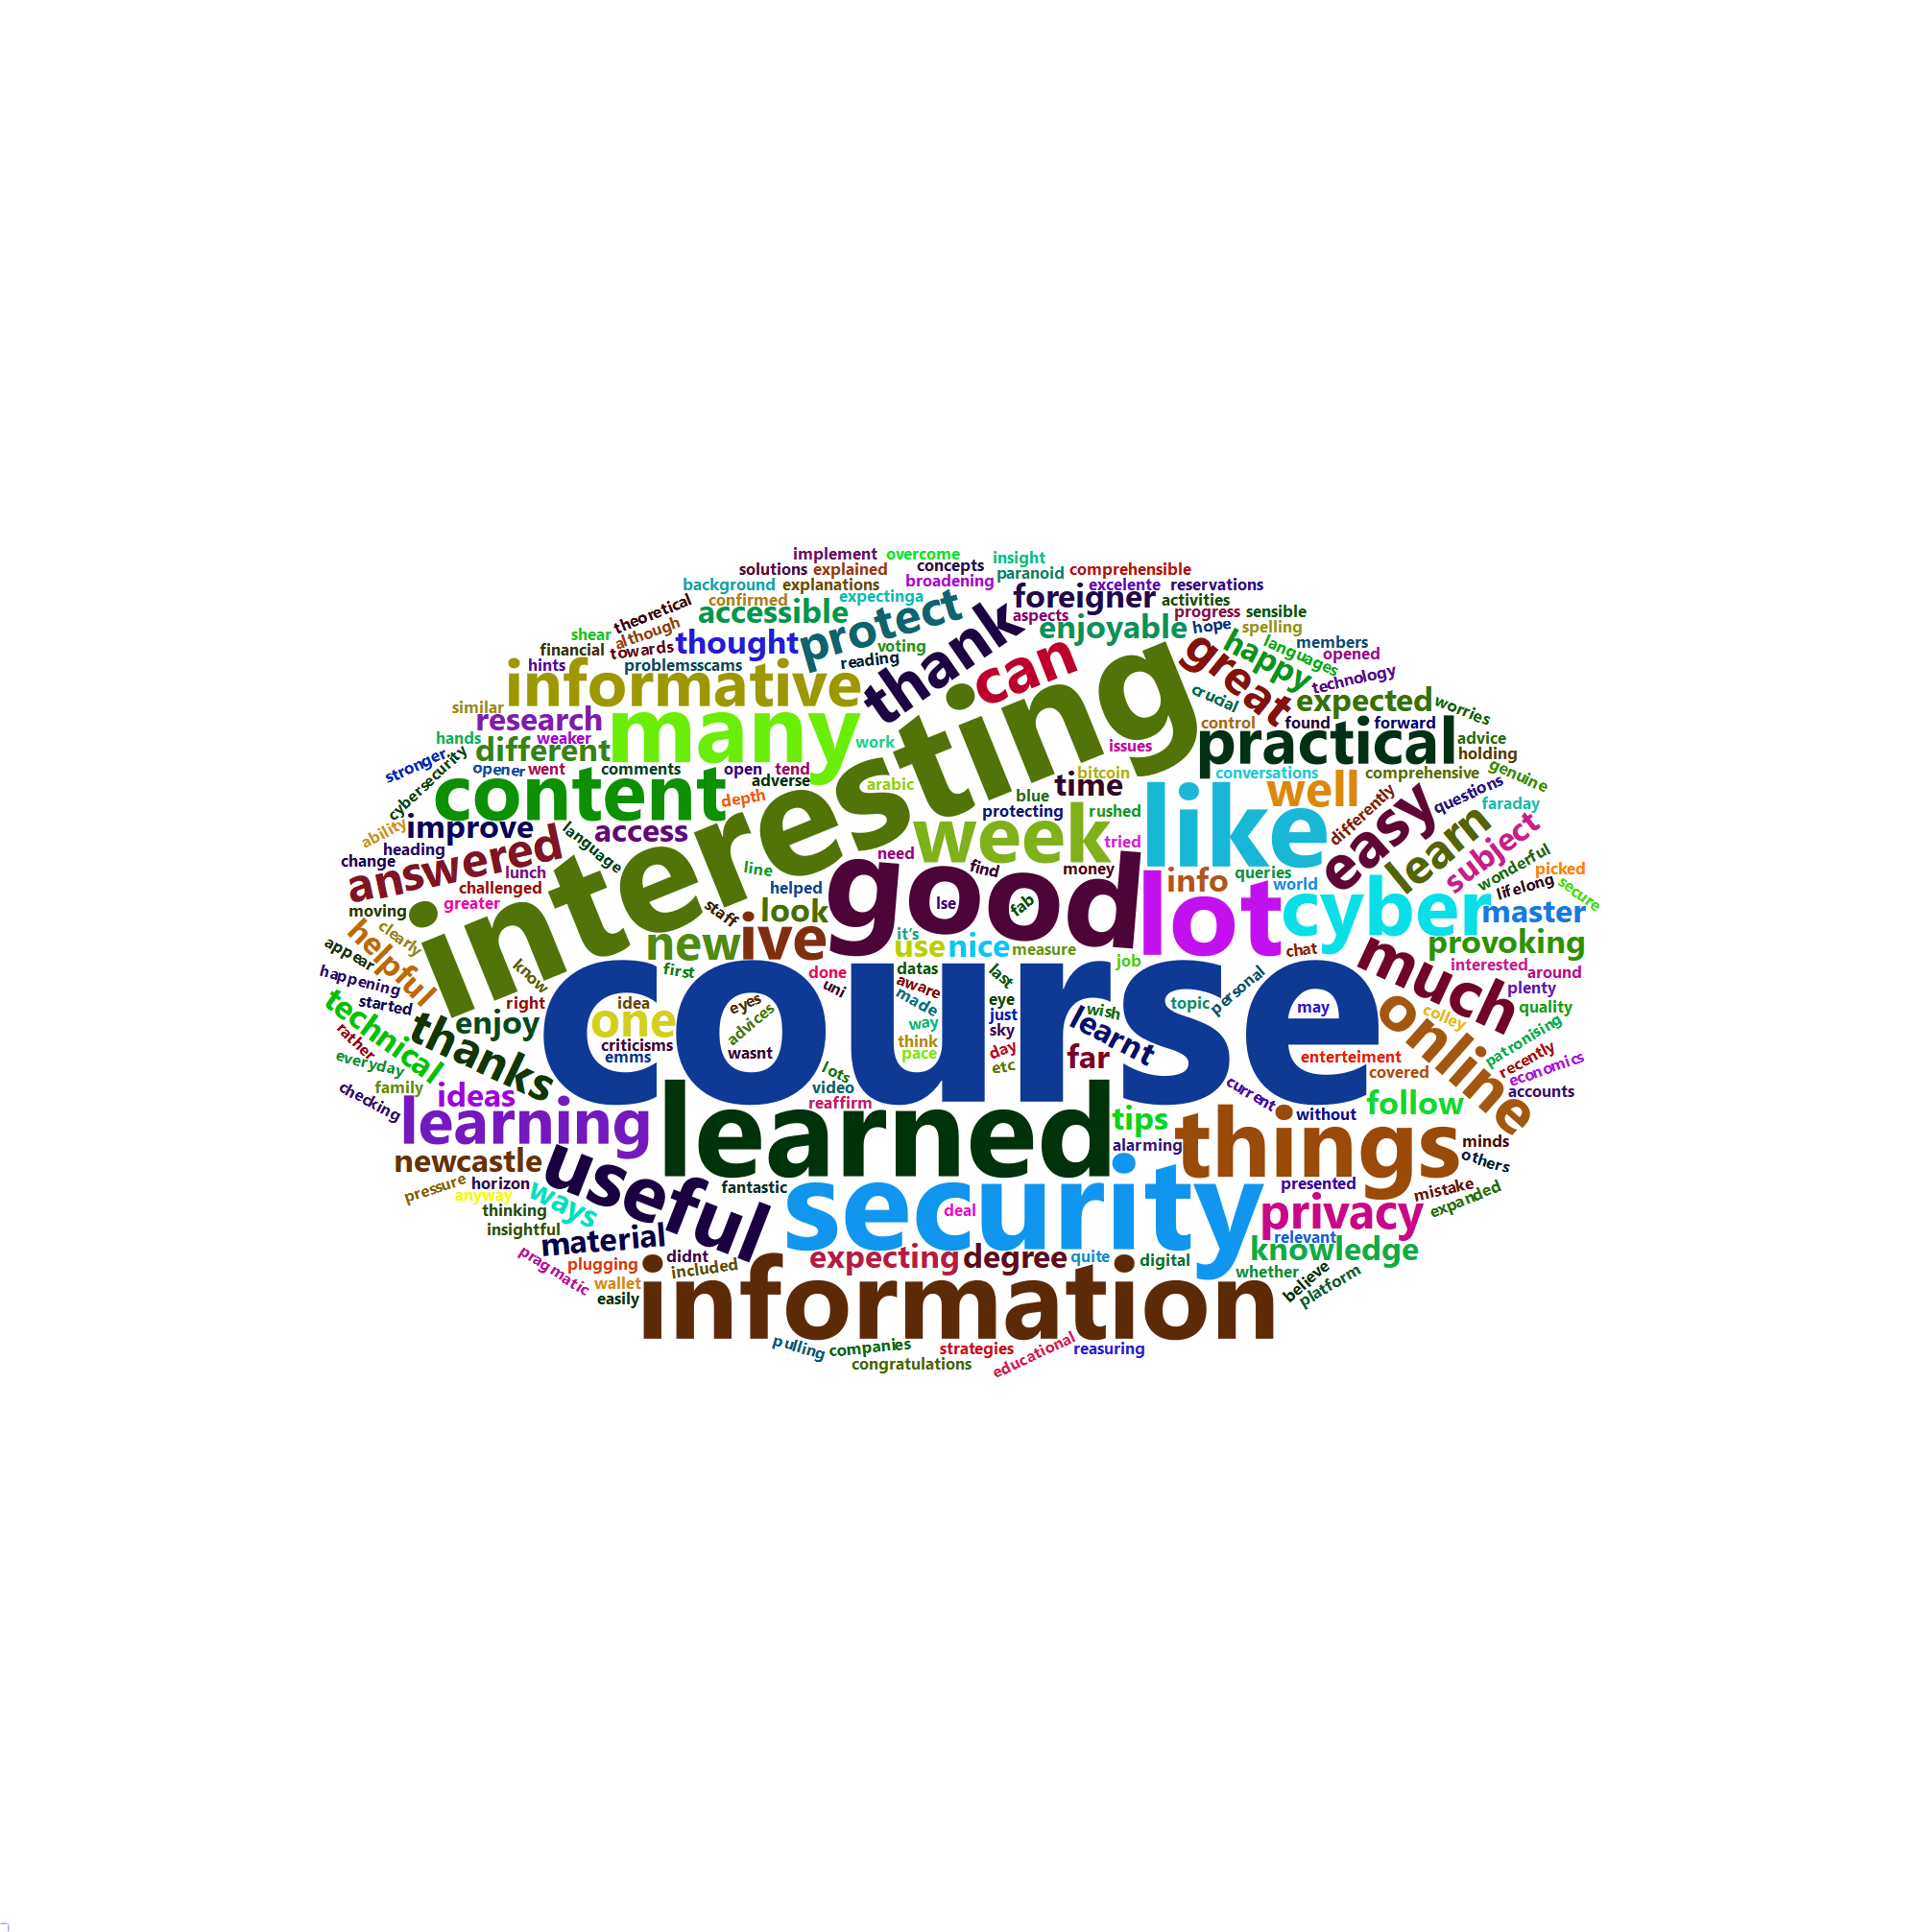 implement
overcome
solutions
explained
concepts
insight
paranoid
comprehensible
background
explanations
broadening
excelente
reservations
theoretical
confirmed
expectinga
foreigner
activities
accessible
protect
thank
aspects
progress
sensible
shear
although
thought
voting
enjoyable
hope
spelling
financial
towards
reading
can
great
happy
languages
members
opened
hints
problemsscams
technology
informative
interesting
crucial
expected
worries
similar
research
many
work
control
found
forward
advice
hands
weaker
different
issues
practical
holding
stronger
cybersecurity
opener
went
comments
open
tend
adverse
arabic
bitcoin
conversations
comprehensive
genuine
content
depth
time
well
differently
easy
questions
faraday
ability
improve
language
access
blue
protecting
rushed
like
learn
subject
heading
answered
week
tried
change
lunch
line
need
find
money
info
queries
world
wonderful
picked
challenged
helped
good
lifelong
secure
moving
greater
staff
look
lse
fab
lot
cyber
master
clearly
helpful
new
ive
it's
use
nice
measure
chat
much
provoking
appear
know
first
done
datas
last
job
interested
around
happening
uni
aware
personal
plenty
started
right
idea
eyes
made
eye
topic
may
online
colley
quality
technical
thanks
enjoy
one
course
advices
way
just
wish
learnt
rather
criticisms
think
sky
patronising
everyday
emms
wasnt
pace
day
far
enterteiment
recently
family
lots
etc
covered
economics
checking
ideas
video
current
accounts
learning
reaffirm
learned
tips
things
without
follow
newcastle
alarming
minds
others
pressure
horizon
useful
fantastic
security
presented
mistake
anyway
ways
expanded
thinking
deal
privacy
insightful
material
relevant
pragmatic
didnt
expecting
degree
quite
digital
knowledge
plugging
included
whether
believe
wallet
information
platform
easily
pulling
companies
strategies
educational
reasuring
congratulations